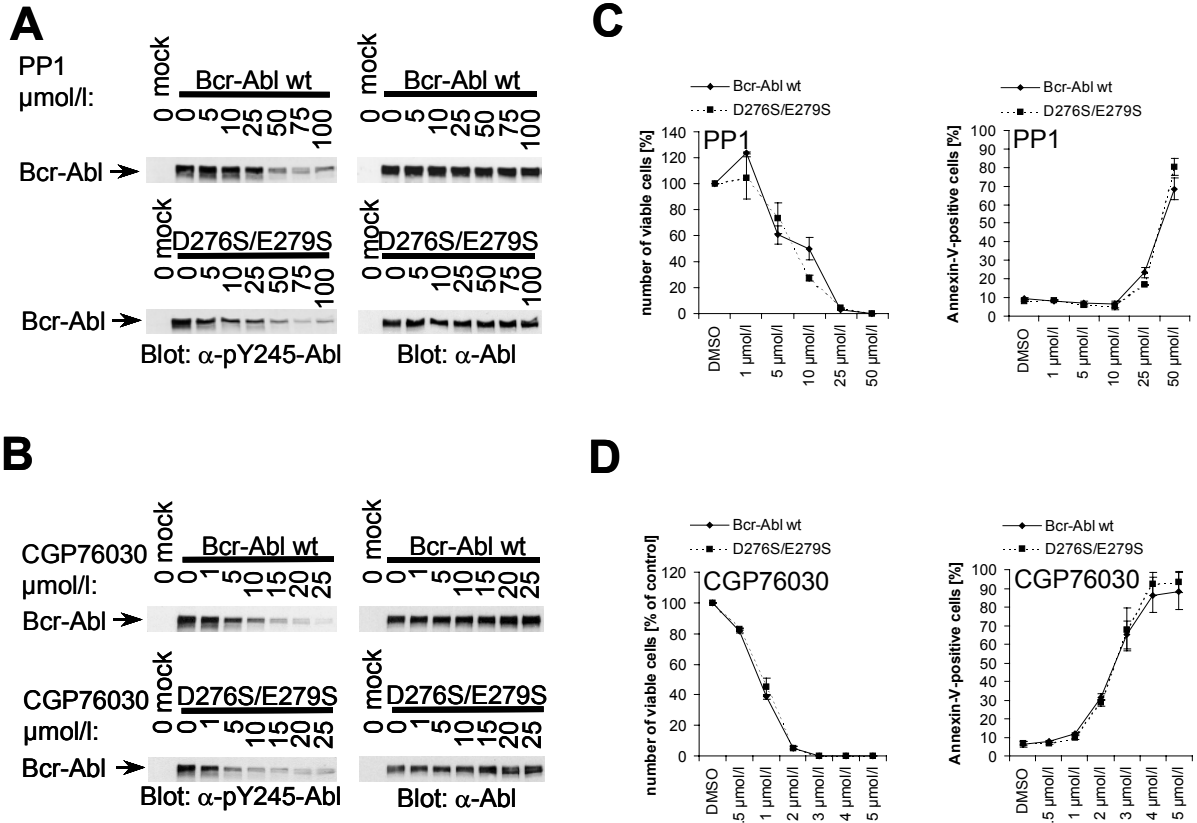 A
PP1
µmol/l:
mock
Bcr-Abl wt
0 0 5 10 25 50 75 100
mock
Bcr-Abl wt
0 0 5 10 25 50 75 100
Bcr-Abl
mock
D276S/E279S
0 0 5 10 25 50 75 100
mock
D276S/E279S
0 0 5 10 25 50 75 100
Bcr-Abl
Blot: α-pY245-Abl
Blot: α-Abl
B
CGP76030
µmol/l:
mock
Bcr-Abl wt
0 0 1 5 10 15 20 25
mock
Bcr-Abl wt
0 0 1 5 10 15 20 25
Bcr-Abl
CGP76030
µmol/l:
mock
D276S/E279S
0 0 1 5 10 15 20 25
mock
D276S/E279S
0 0 1 5 10 15 20 25
Bcr-Abl
Blot: α-pY245-Abl
Blot: α-Abl
C
Bcr-Abl wt
D276S/E279S
PP1
number of viable cells [%]
140
120
100
80
60
40
20
0
DMSO
1 µmol/l
5 µmol/l
10 µmol/l
25 µmol/l
50 µmol/l
Bcr-Abl wt
D276S/E279S
PP1
Annexin-V-positive cells [%]
100
90
80
70
60
50
40
30
20
10
0
DMSO
1 µmol/l
5 µmol/l
10 µmol/l
25 µmol/l
50 µmol/l
D
Bcr-Abl wt
D276S/E279S
CGP76030
number of viable cells [% of control]
120
100
80
60
40
20
0
DMSO
.5 µmol/l
1 µmol/l
2 µmol/l
3 µmol/l
4 µmol/l
5 µmol/l
Bcr-Abl wt
D276S/E279S
CGP76030
Annexin-V-positive cells [%]
100
90
80
70
60
50
40
30
20
10
0
DMSO
.5 µmol/l
1 µmol/l
2 µmol/l
3 µmol/l
4 µmol/l
5 µmol/l